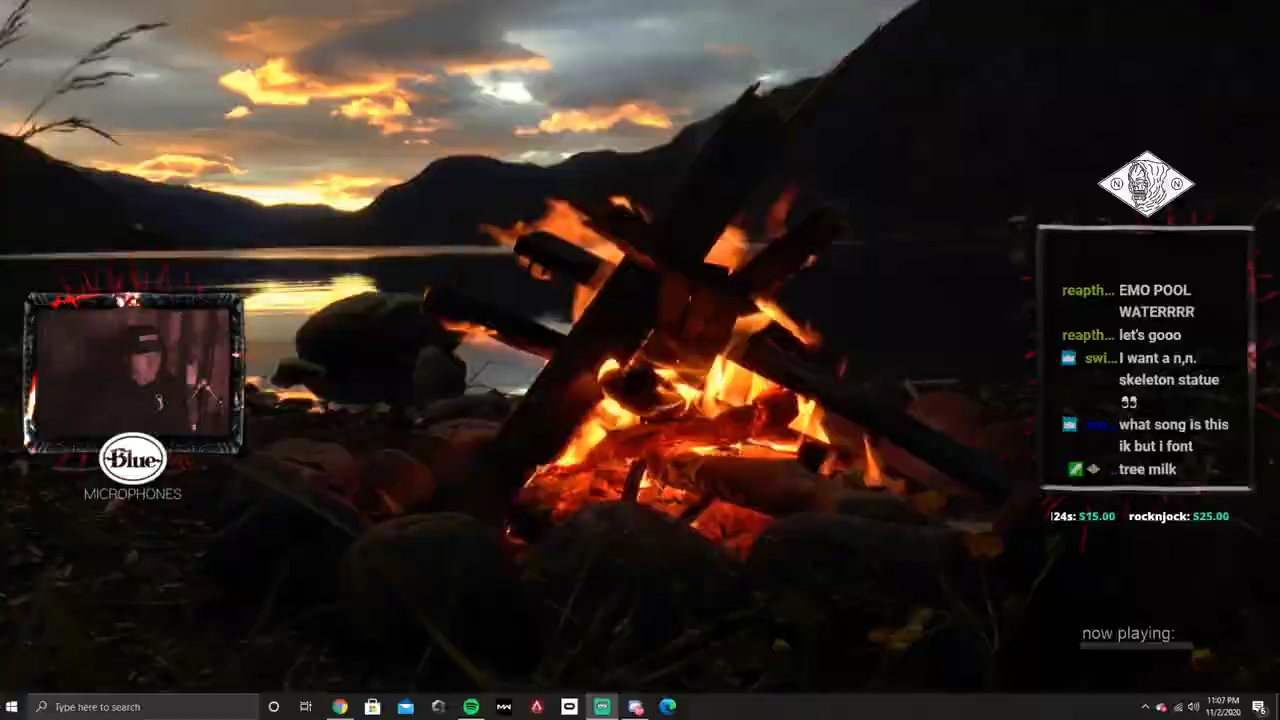 N N
reapth... EMO POOL
WATERRRR
reapth... let's gooo
swi... I want a n,n.
skeleton statue
what song is this
ik but i font
tree milk
24s: $15.00 rocknjock: $25.00
Blue
MICROPHONES
now playing:
Type here to search
MW
11:07 PM
11/2/2020